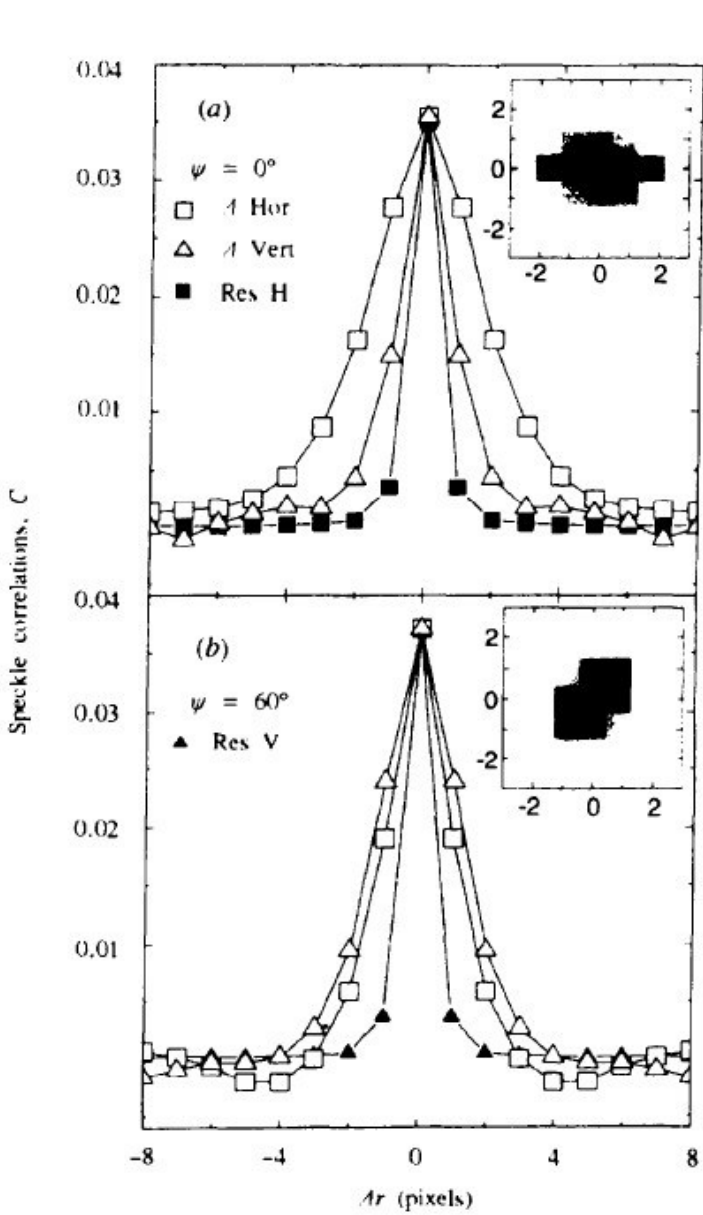 0.04
(a)
ψ = 0°
Δ Hor
Δ Vert
Res H
0.03
0.02
0.01
2
0
-2
-2 0 2
Speckle correlations, C
0.04
(b)
ψ = 60°
Res V
0.03
0.02
0.01
2
0
-2
-2 0 2
-8 -4 0 4 8
Δr (pixels)